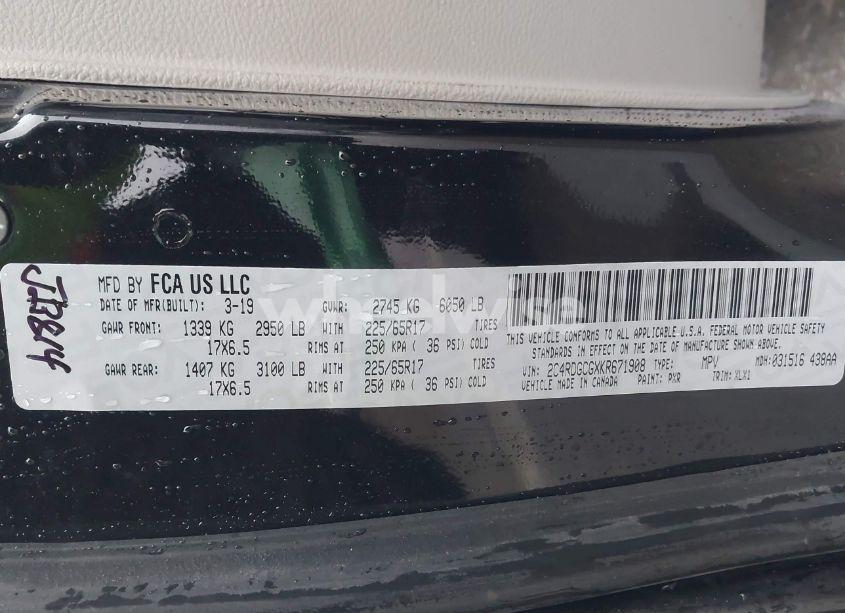 JB814
MFD BY FCA US LLC
DATE OF MFR(BUILT): 3-19 GVWR: 2745 KG 6050 LB
GAWR FRONT: 1339 KG 2950 LB WITH 225/65R17 TIRES
17X6.5 RIMS AT 250 KPA ( 36 PSI) COLD
GAWR REAR: 1407 KG 3100 LB WITH 225/65R17 TIRES
17X6.5 RIMS AT 250 KPA ( 36 PSI) COLD
THIS VEHICLE CONFORMS TO ALL APPLICABLE U.S.A. FEDERAL MOTOR VEHICLE SAFETY
STANDARDS IN EFFECT ON THE DATE OF MANUFACTURE SHOWN ABOVE.
VIN: 2C4RDGCGXKR671908 TYPE: MPV MDH: 031516 438AA
MADE IN CANADA PAINT: PXR TRIM: XLX1
wheelwise